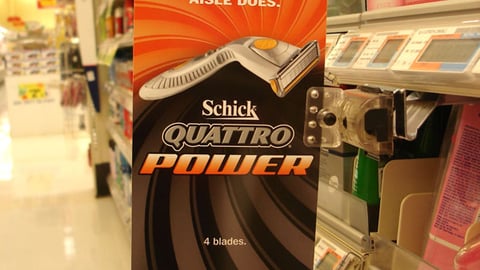 AISLE DOES.
Schick
QUATTRO
POWER
4 blades.